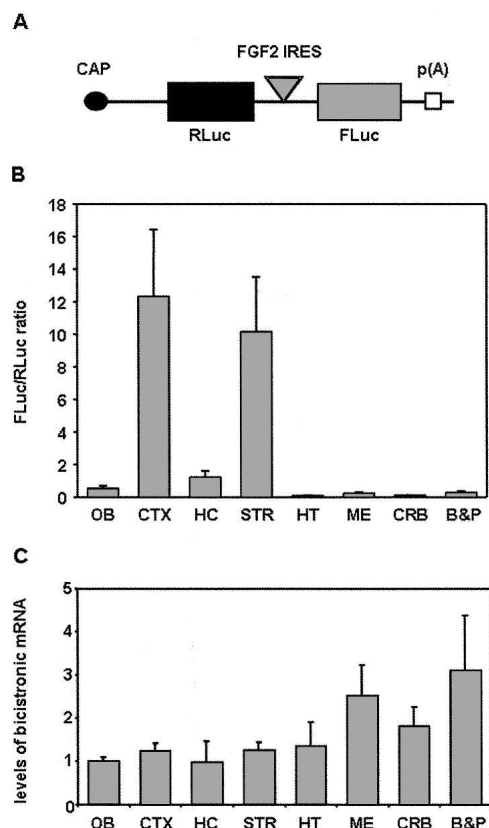 A
FGF2 IRES
CAP
p(A)
RLuc
FLuc
B
FLuc/RLuc ratio
18
16
14
12
10
8
6
4
2
0
OB CTX HC STR HT ME CRB B&P
C
levels of bicistronic mRNA
5
4
3
2
1
0
OB CTX HC STR HT ME CRB B&P